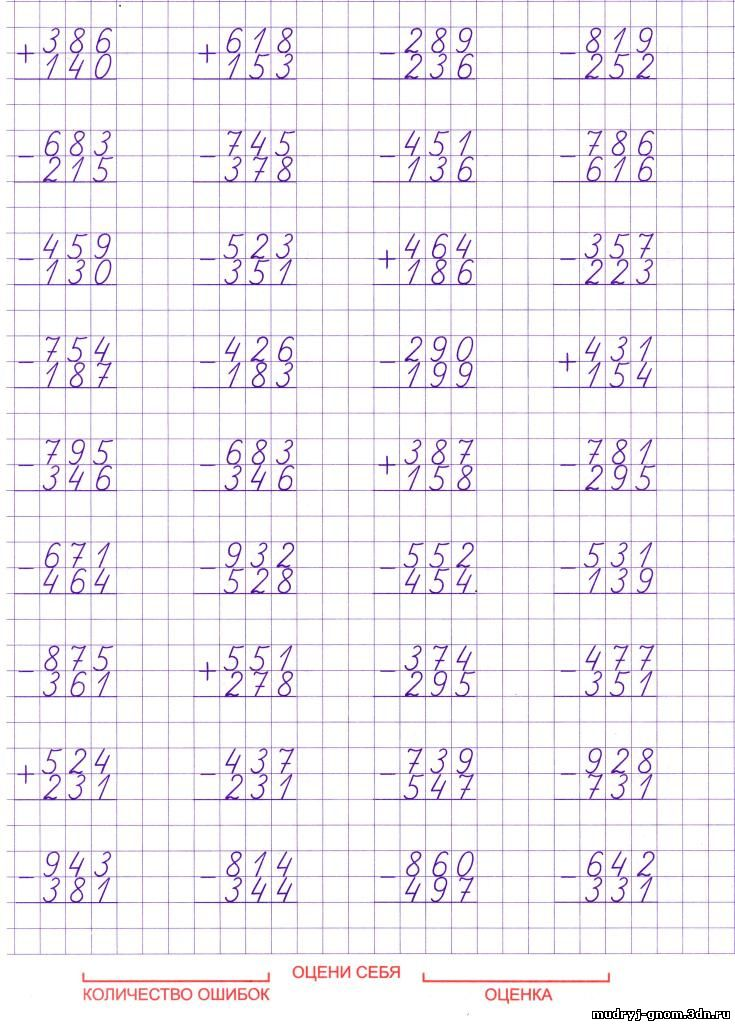 + 386 + 618 - 289 - 819
140 153 236 252
- 683 - 745 - 451 - 786
215 378 136 616
- 459 - 523 + 464 - 357
130 351 186 223
- 754 - 426 - 290 + 431
187 183 199 154
- 795 - 683 + 387 - 781
346 346 158 295
- 671 - 932 - 552 - 531
464 528 454 139
- 875 + 551 - 374 - 477
361 278 295 351
+ 524 - 437 - 739 - 928
231 231 547 731
- 943 - 814 - 860 - 642
381 344 497 331
ОЦЕНИ СЕБЯ
КОЛИЧЕСТВО ОШИБОК ОЦЕНКА
mudryj-gnom.3dn.ru